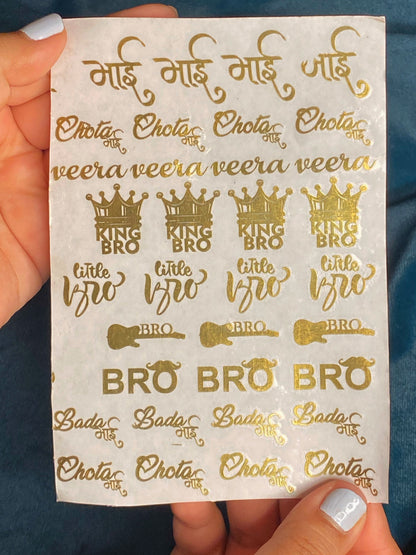 भाई भाई भाई भाई
Chota भाई Chota भाई Chota भाई Chota भाई
veera veera veera veera
KING BRO KING BRO KING BRO KING BRO
little Bro little Bro little Bro little Bro
BRO BRO BRO
BRO BRO BRO
Bada भाई Bada भाई Bada भाई Bada भाई
Chota भाई Chota भाई Chota भाई Chota भाई